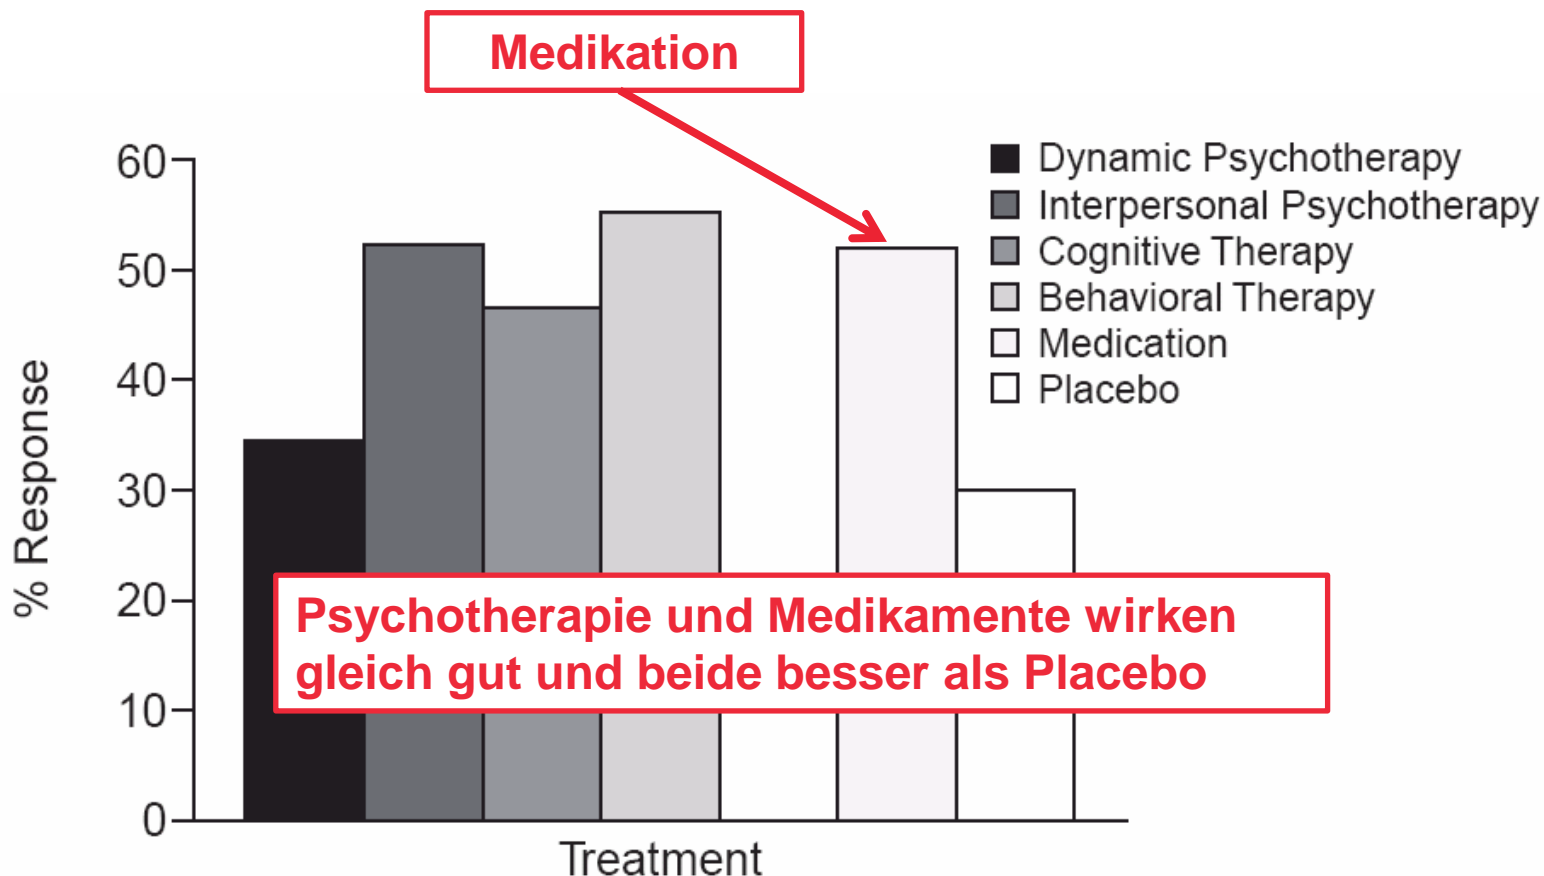 Medikation
60
50
40
30
20
10
0
% Response
Dynamic Psychotherapy
Interpersonal Psychotherapy
Cognitive Therapy
Behavioral Therapy
Medication
Placebo
Psychotherapie und Medikamente wirken
gleich gut und beide besser als Placebo
Treatment